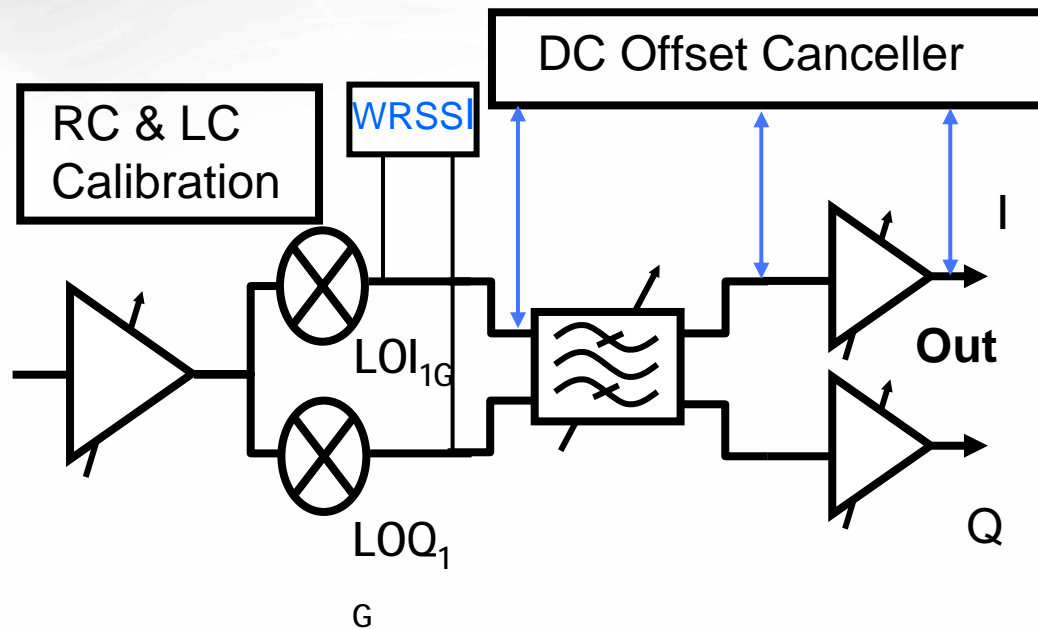 DC Offset Canceller
RC & LC
Calibration
WRSSI
I
LOI1G
Out
LOQ1
G
Q